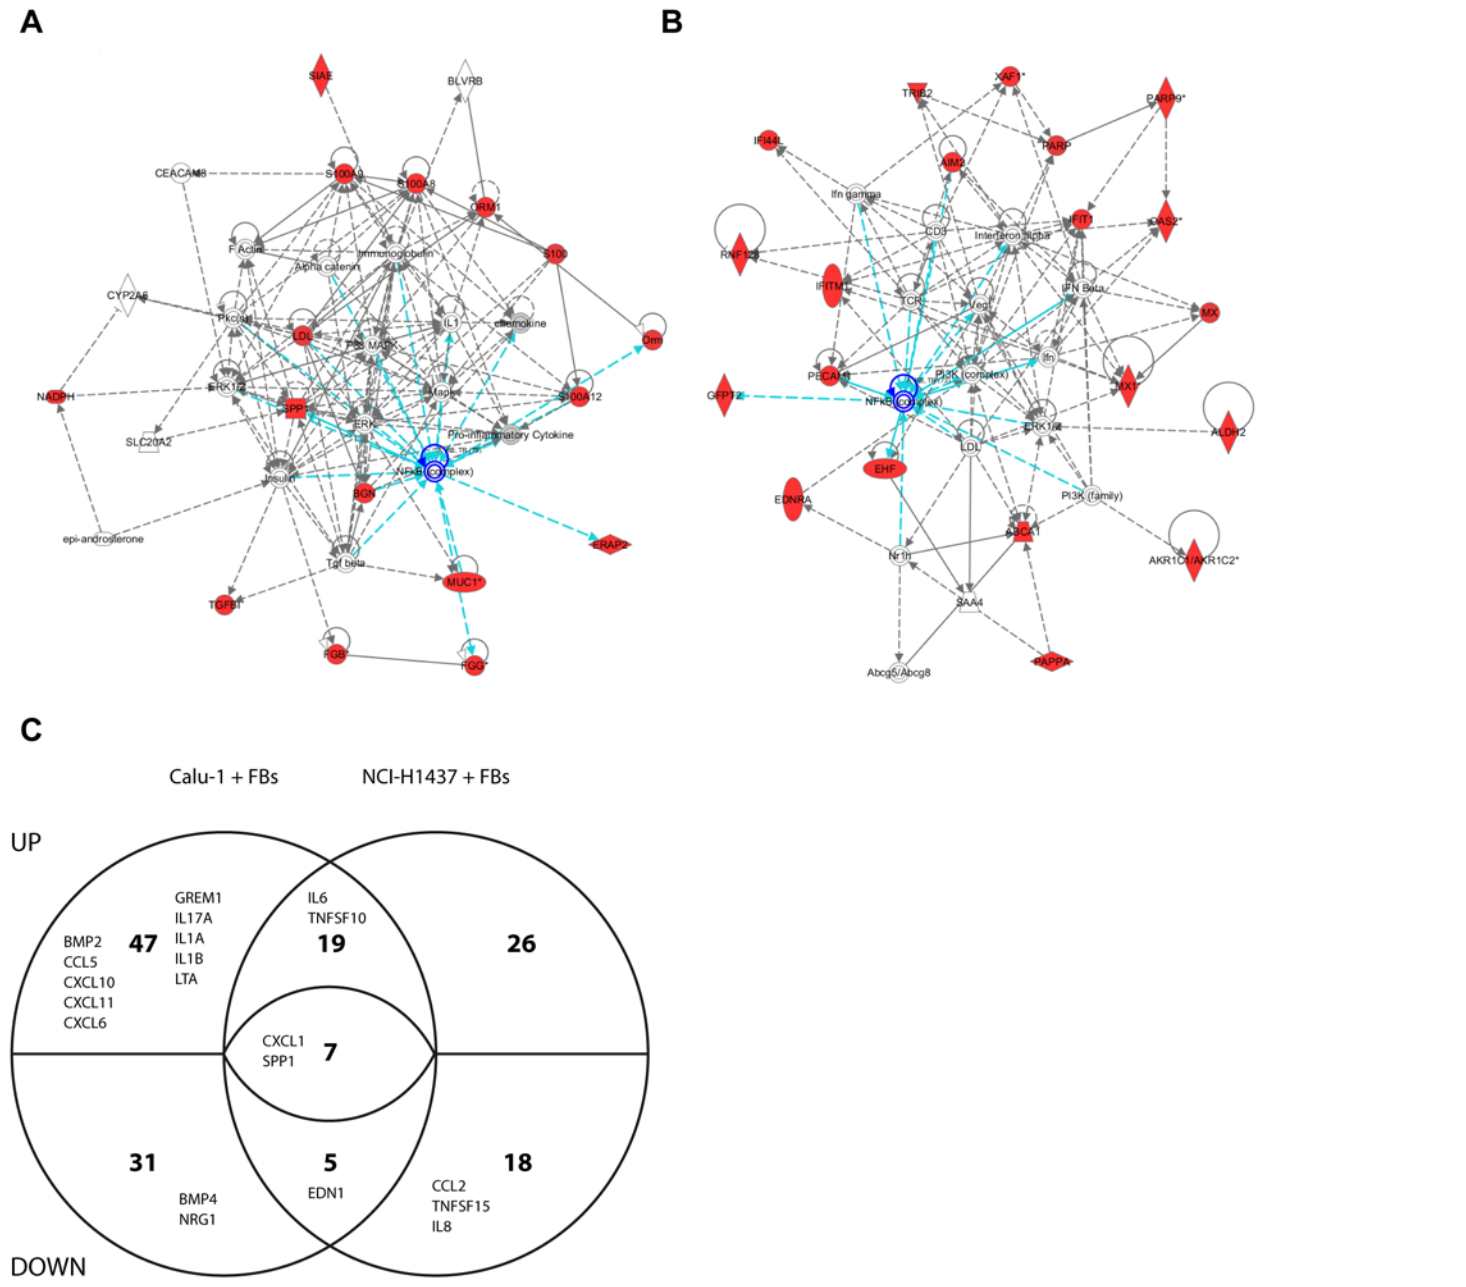 A
B
SIAE
BLVRB
CEACAM8
S100A9
S100A8
ORM1
F Actin
Alpha catenin
Immunoglobulin
S100
CYP2A6
Pkc(s)
LDL
P38 MAPK
IL1
chemokine
Orm
NADPH
ERK1/2
SPP1
Mapk
S100A12
SLC20A2
ERK
Pro-inflammatory Cytokine
NFkB (complex)
Insulin
BGN
epi-androsterone
Tgf beta
ERAP2
MUC1*
TGFBI
FGB*
FGG*
XAF1*
TRIB2
PARP9*
IFI44L
PARP
AIM2
Ifn gamma
CD3
Interferon alpha
IFIT1
OAS2*
RNF128
IFITM1
TCR
Vegf
IFN Beta
MX
Ifn
PECAM1
PI3K (complex)
MX1*
GFPT2
NFkB (complex)
ERK1/2
ALDH2
LDL
EHF
EDNRA
PI3K (family)
ABCA1
Nr1h
AKR1C1/AKR1C2*
SAA4
PAPPA
Abcg5/Abcg8
C
Calu-1 + FBs
NCI-H1437 + FBs
UP
GREM1
IL17A
IL1A
IL1B
LTA
BMP2
CCL5
CXCL10
CXCL11
CXCL6
47
IL6
TNFSF10
19
26
CXCL1
SPP1
7
31
BMP4
NRG1
5
EDN1
18
CCL2
TNFSF15
IL8
DOWN